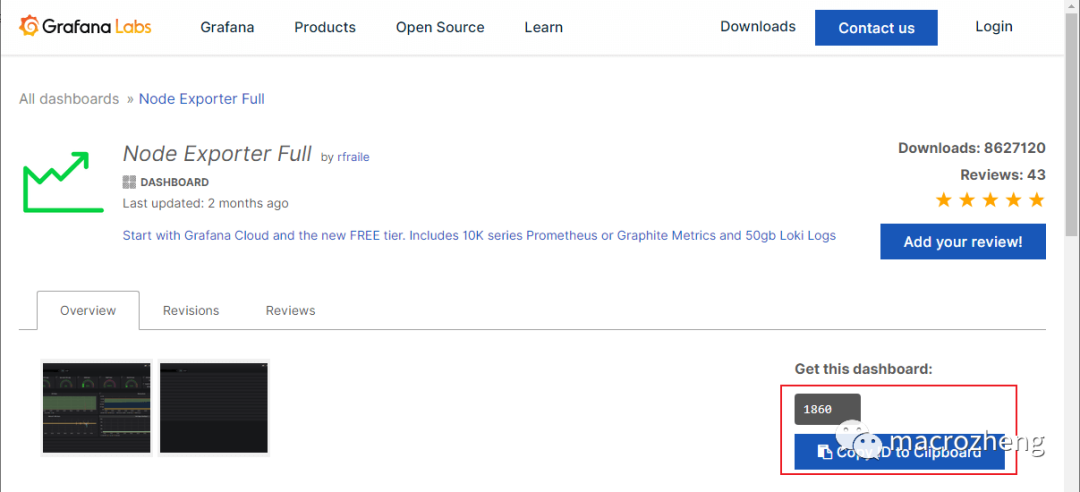 Grafana Labs Grafana Products Open Source Learn Downloads Contact us Login
All dashboards » Node Exporter Full
Node Exporter Full by rfraile
DASHBOARD
Last updated: 2 months ago
Start with Grafana Cloud and the new FREE tier. Includes 10K series Prometheus or Graphite Metrics and 50gb Loki Logs
Downloads: 8627120
Reviews: 43
Add your review!
Overview Revisions Reviews
Get this dashboard:
1860
Copy ID to Clipboard
macrozheng